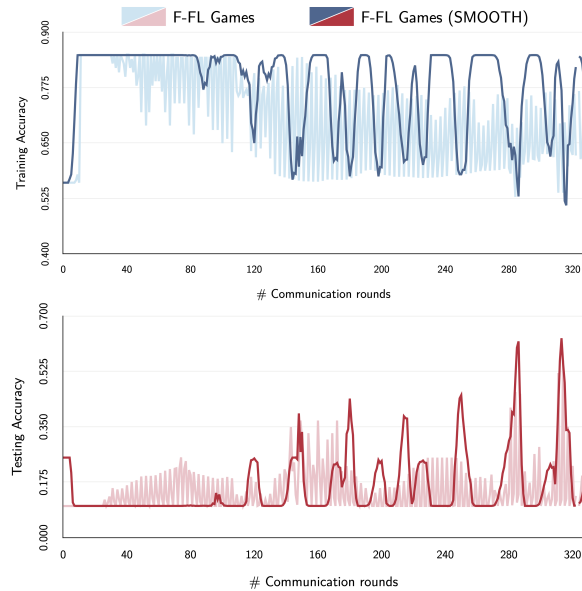 F-FL Games F-FL Games (SMOOTH)
0.900
0.775
0.650
0.525
0.400
Training Accuracy
0 40 80 120 160 200 240 280 320
# Communication rounds
0.700
0.525
0.350
0.175
0.000
Testing Accuracy
0 40 80 120 160 200 240 280 320
# Communication rounds